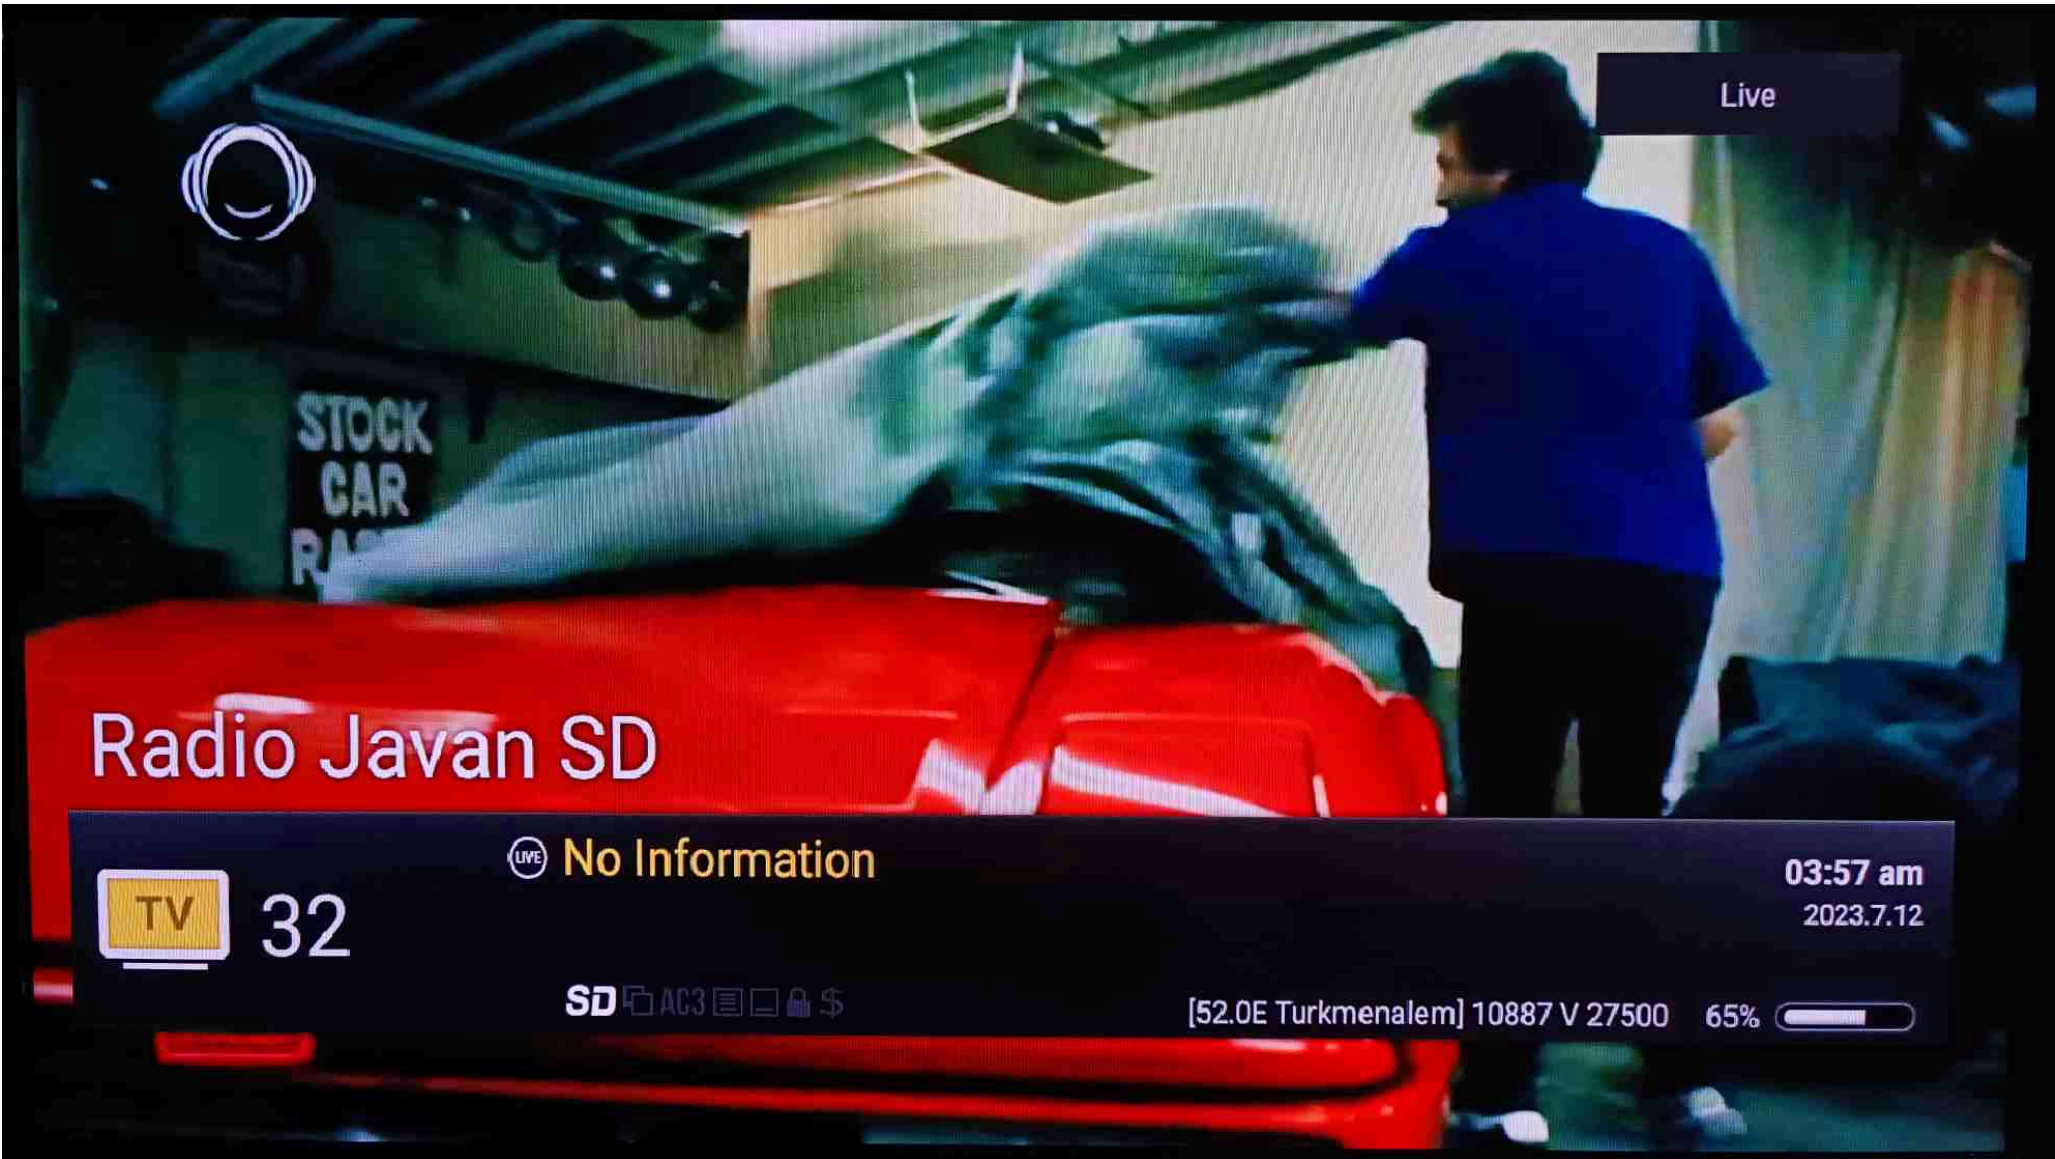 Live
STOCK
CAR
Radio Javan SD
LIVE No Information
03:57 am
TV 32
2023.7.12
SD AC3 $
[52.0E Turkmenalem] 10887 V 27500 65%